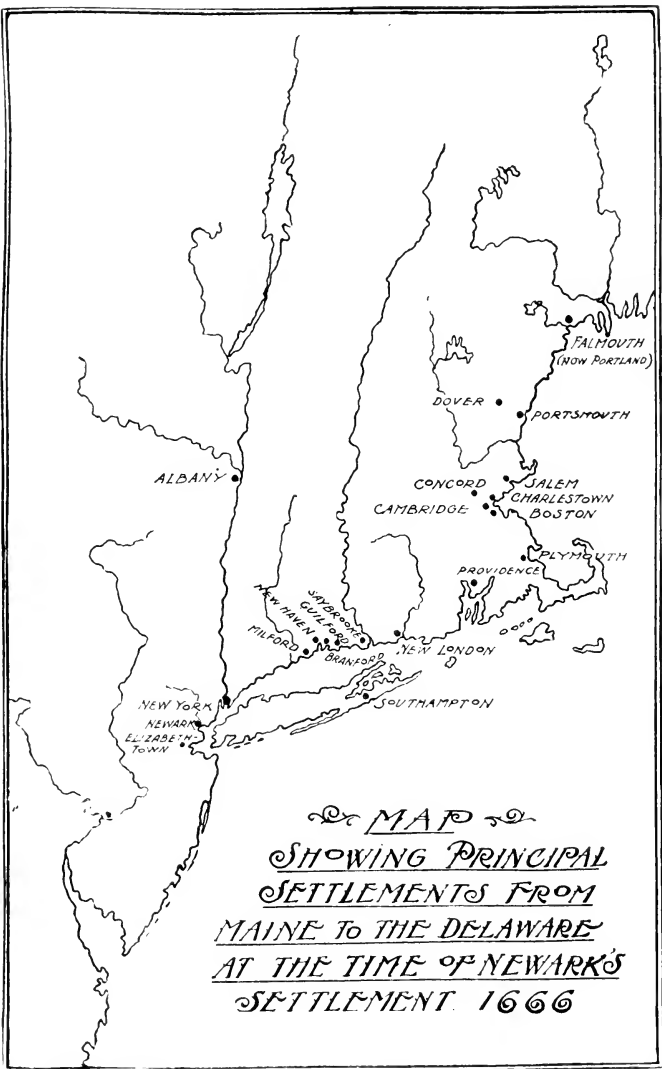 FALMOUTH
(NOW PORTLAND)
DOVER
PORTSMOUTH
ALBANY
CONCORD
SALEM
CHARLESTOWN
CAMBRIDGE
BOSTON
PLYMOUTH
PROVIDENCE
SAYBROOKE
GUILFORD
NEW HAVEN
MILFORD
BRANFORD
NEW LONDON
NEW YORK
SOUTHAMPTON
NEWARK
ELIZABETH-
TOWN
MAP
SHOWING PRINCIPAL
SETTLEMENTS FROM
MAINE TO THE DELAWARE
AT THE TIME OF NEWARK'S
SETTLEMENT. 1666